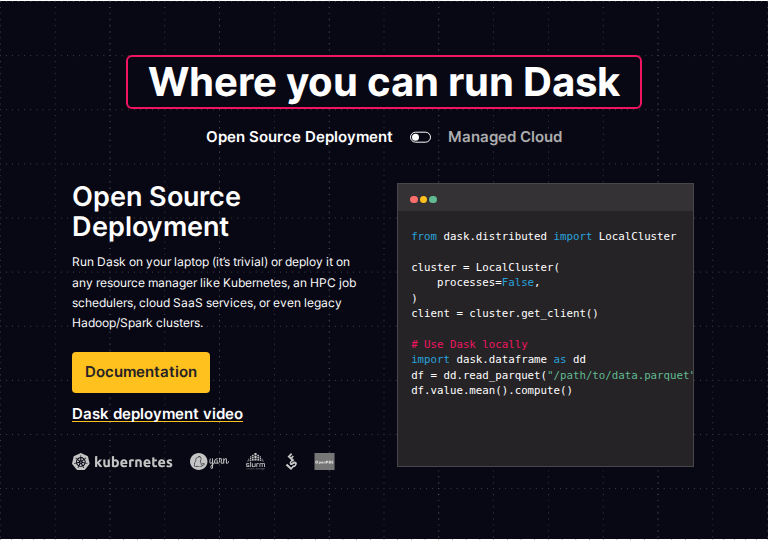 Where you can run Dask
Open Source Deployment
Managed Cloud
Open Source
Deployment
Run Dask on your laptop (it's trivial) or deploy it on
any resource manager like Kubernetes, an HPC job
schedulers, cloud SaaS services, or even legacy
Hadoop/Spark clusters.
Documentation
Dask deployment video
kubernetes
yarn
slurm
OpenPBS
from dask.distributed import LocalCluster
cluster = LocalCluster(
    processes=False,
)
client = cluster.get_client()
# Use Dask locally
import dask.dataframe as dd
df = dd.read_parquet("/path/to/data.parquet"
df.value.mean().compute()